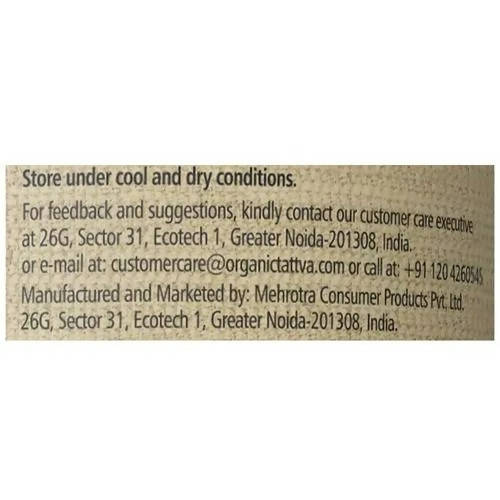 Store under cool and dry conditions.
For feedback and suggestions, kindly contact our customer care executive
at 26G, Sector 31, Ecotech 1, Greater Noida-201308, India.
or e-mail at: customercare@organictattva.com or call at: +91 120 4260545
Manufactured and Marketed by: Mehrotra Consumer Products Pvt. Ltd.
26G, Sector 31, Ecotech 1, Greater Noida-201308, India.